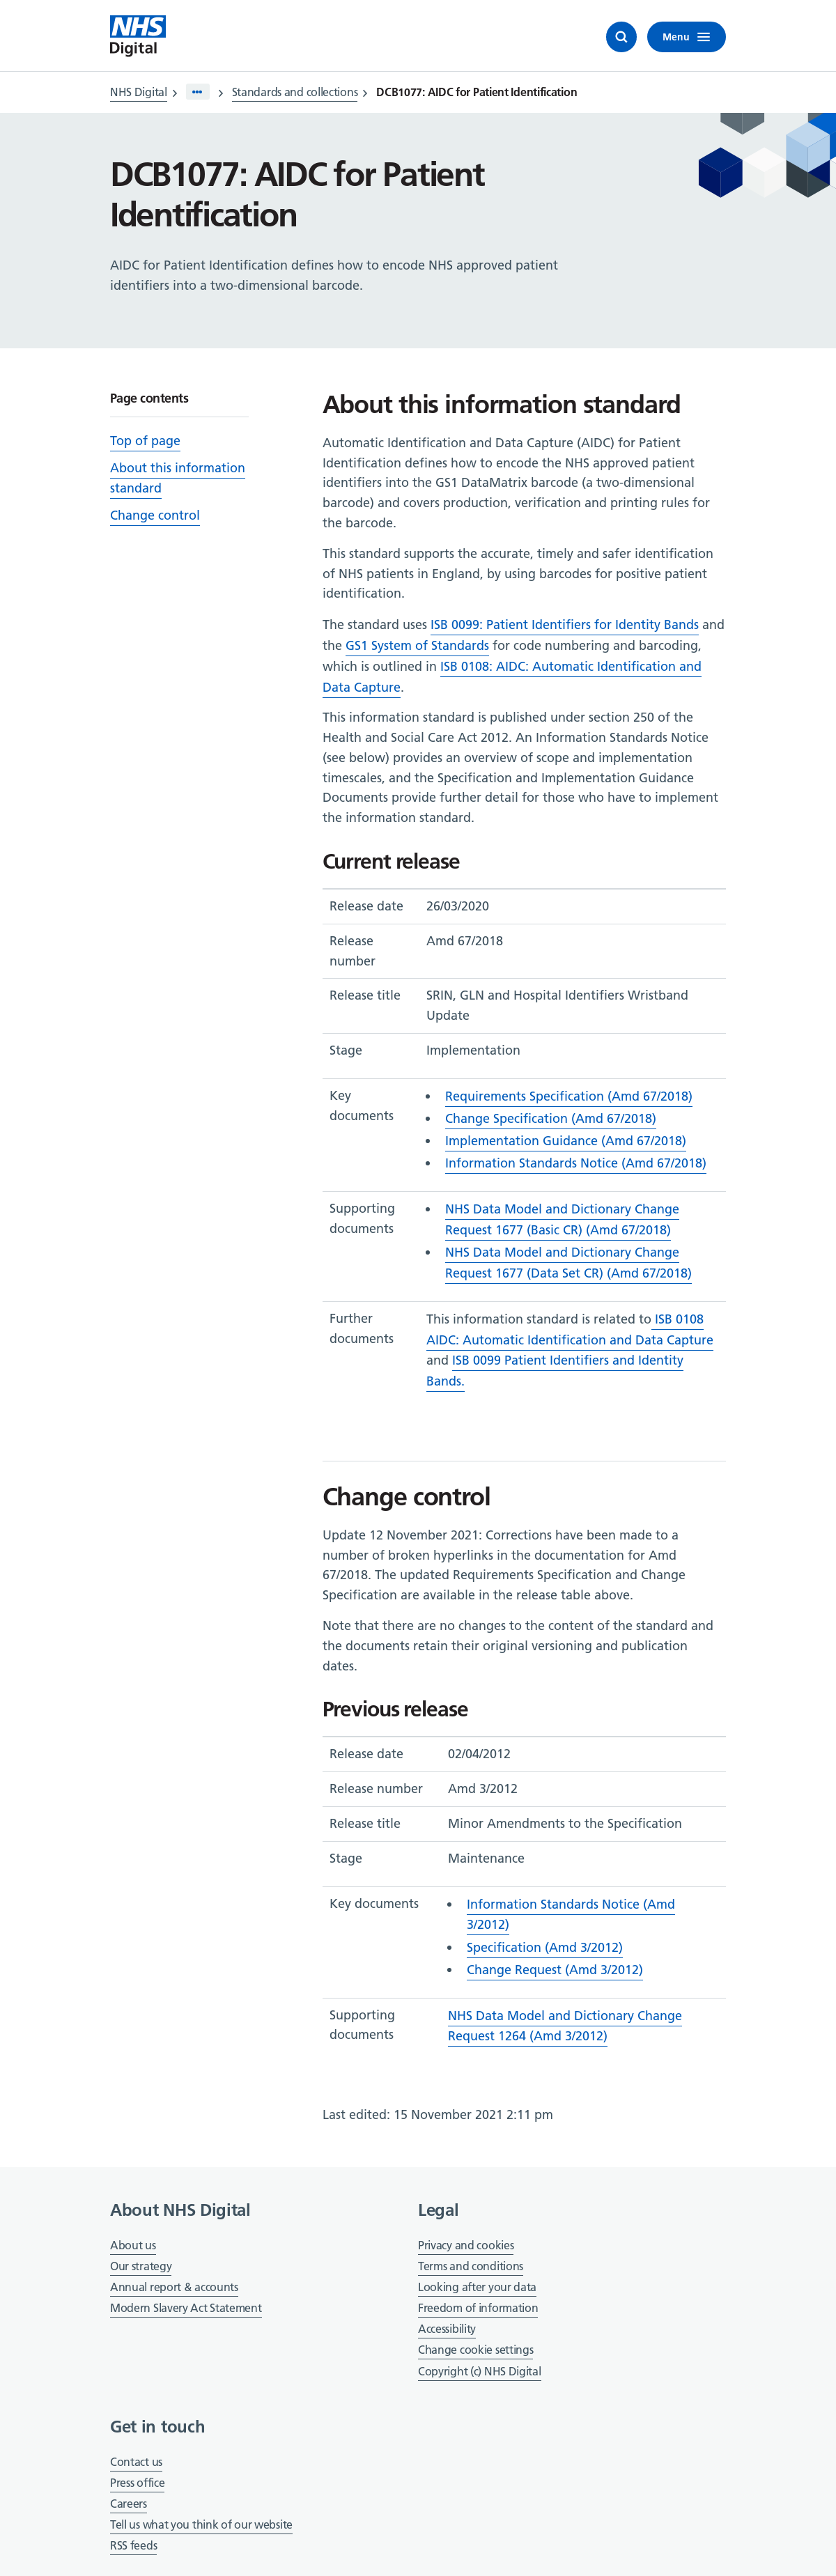 NHS
Digital
Menu
NHS Digital > ••• > Standards and collections > DCB1077: AIDC for Patient Identification
DCB1077: AIDC for Patient
Identification
AIDC for Patient Identification defines how to encode NHS approved patient
identifiers into a two-dimensional barcode.
Page contents
Top of page
About this information
standard
Change control
About this information standard
Automatic Identification and Data Capture (AIDC) for Patient
Identification defines how to encode the NHS approved patient
identifiers into the GS1 DataMatrix barcode (a two-dimensional
barcode) and covers production, verification and printing rules for
the barcode.
This standard supports the accurate, timely and safer identification
of NHS patients in England, by using barcodes for positive patient
identification.
The standard uses ISB 0099: Patient Identifiers for Identity Bands and
the GS1 System of Standards for code numbering and barcoding,
which is outlined in ISB 0108: AIDC: Automatic Identification and
Data Capture.
This information standard is published under section 250 of the
Health and Social Care Act 2012. An Information Standards Notice
(see below) provides an overview of scope and implementation
timescales, and the Specification and Implementation Guidance
Documents provide further detail for those who have to implement
the information standard.
Current release
Release date 26/03/2020
Release Amd 67/2018
number
Release title SRIN, GLN and Hospital Identifiers Wristband
Update
Stage Implementation
Key
documents
• Requirements Specification (Amd 67/2018)
• Change Specification (Amd 67/2018)
• Implementation Guidance (Amd 67/2018)
• Information Standards Notice (Amd 67/2018)
Supporting
documents
• NHS Data Model and Dictionary Change
Request 1677 (Basic CR) (Amd 67/2018)
• NHS Data Model and Dictionary Change
Request 1677 (Data Set CR) (Amd 67/2018)
Further
documents
This information standard is related to ISB 0108
AIDC: Automatic Identification and Data Capture
and ISB 0099 Patient Identifiers and Identity
Bands.
Change control
Update 12 November 2021: Corrections have been made to a
number of broken hyperlinks in the documentation for Amd
67/2018. The updated Requirements Specification and Change
Specification are available in the release table above.
Note that there are no changes to the content of the standard and
the documents retain their original versioning and publication
dates.
Previous release
Release date 02/04/2012
Release number Amd 3/2012
Release title Minor Amendments to the Specification
Stage Maintenance
Key documents
• Information Standards Notice (Amd
3/2012)
• Specification (Amd 3/2012)
• Change Request (Amd 3/2012)
Supporting
documents
NHS Data Model and Dictionary Change
Request 1264 (Amd 3/2012)
Last edited: 15 November 2021 2:11 pm
About NHS Digital
About us
Our strategy
Annual report & accounts
Modern Slavery Act Statement
Legal
Privacy and cookies
Terms and conditions
Looking after your data
Freedom of information
Accessibility
Change cookie settings
Copyright (c) NHS Digital
Get in touch
Contact us
Press office
Careers
Tell us what you think of our website
RSS feeds